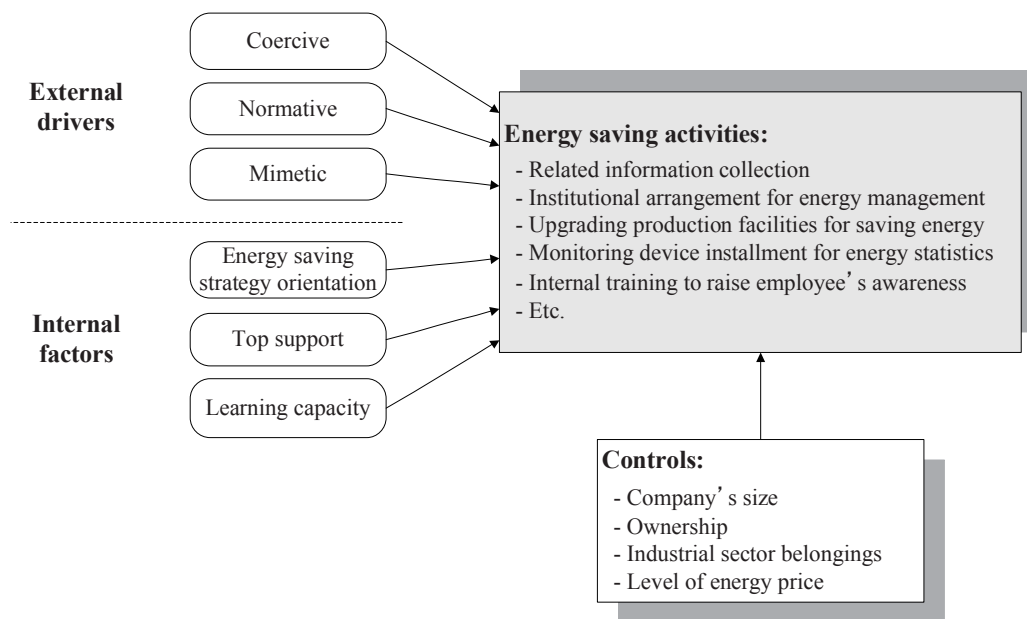 External
drivers
Coercive
Normative
Mimetic
Internal
factors
Energy saving
strategy orientation
Top support
Learning capacity
Energy saving activities:
- Related information collection
- Institutional arrangement for energy management
- Upgrading production facilities for saving energy
- Monitoring device installment for energy statistics
- Internal training to raise employee’s awareness
- Etc.
Controls:
- Company’s size
- Ownership
- Industrial sector belongings
- Level of energy price